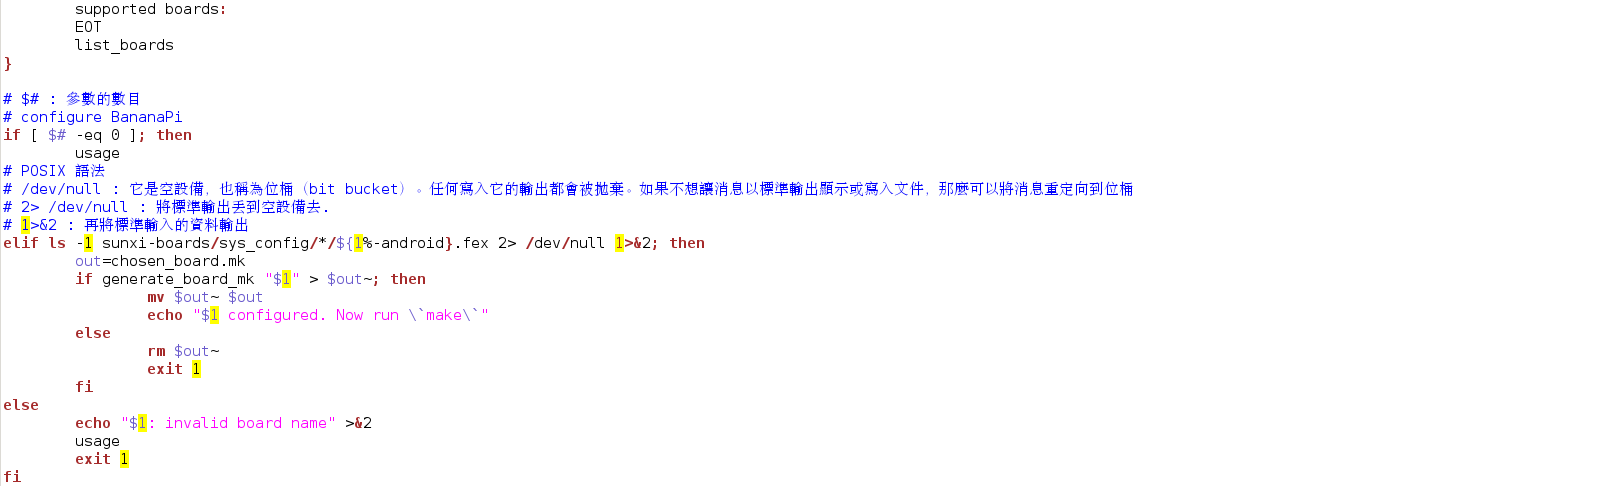 supported boards:
        EOT
        list_boards
}

# $# : 參數的數目
# configure BananaPi
if [ $# -eq 0 ]; then
        usage
# POSIX 語法
# /dev/null : 它是空設備，也稱為位桶（bit bucket）。任何寫入它的輸出都會被拋棄。如果不想讓消息以標準輸出顯示或寫入文件，那麼可以將消息重定向到位桶
# 2> /dev/null : 將標準輸出丟到空設備去.
# 1>&2 : 再將標準輸入的資料輸出
elif ls -1 sunxi-boards/sys_config/*/${1%-android}.fex 2> /dev/null 1>&2; then
        out=chosen_board.mk
        if generate_board_mk "$1" > $out~; then
                mv $out~ $out
                echo "$1 configured. Now run \`make\`"
        else
                rm $out~
                exit 1
        fi
else
        echo "$1: invalid board name" >&2
        usage
        exit 1
fi